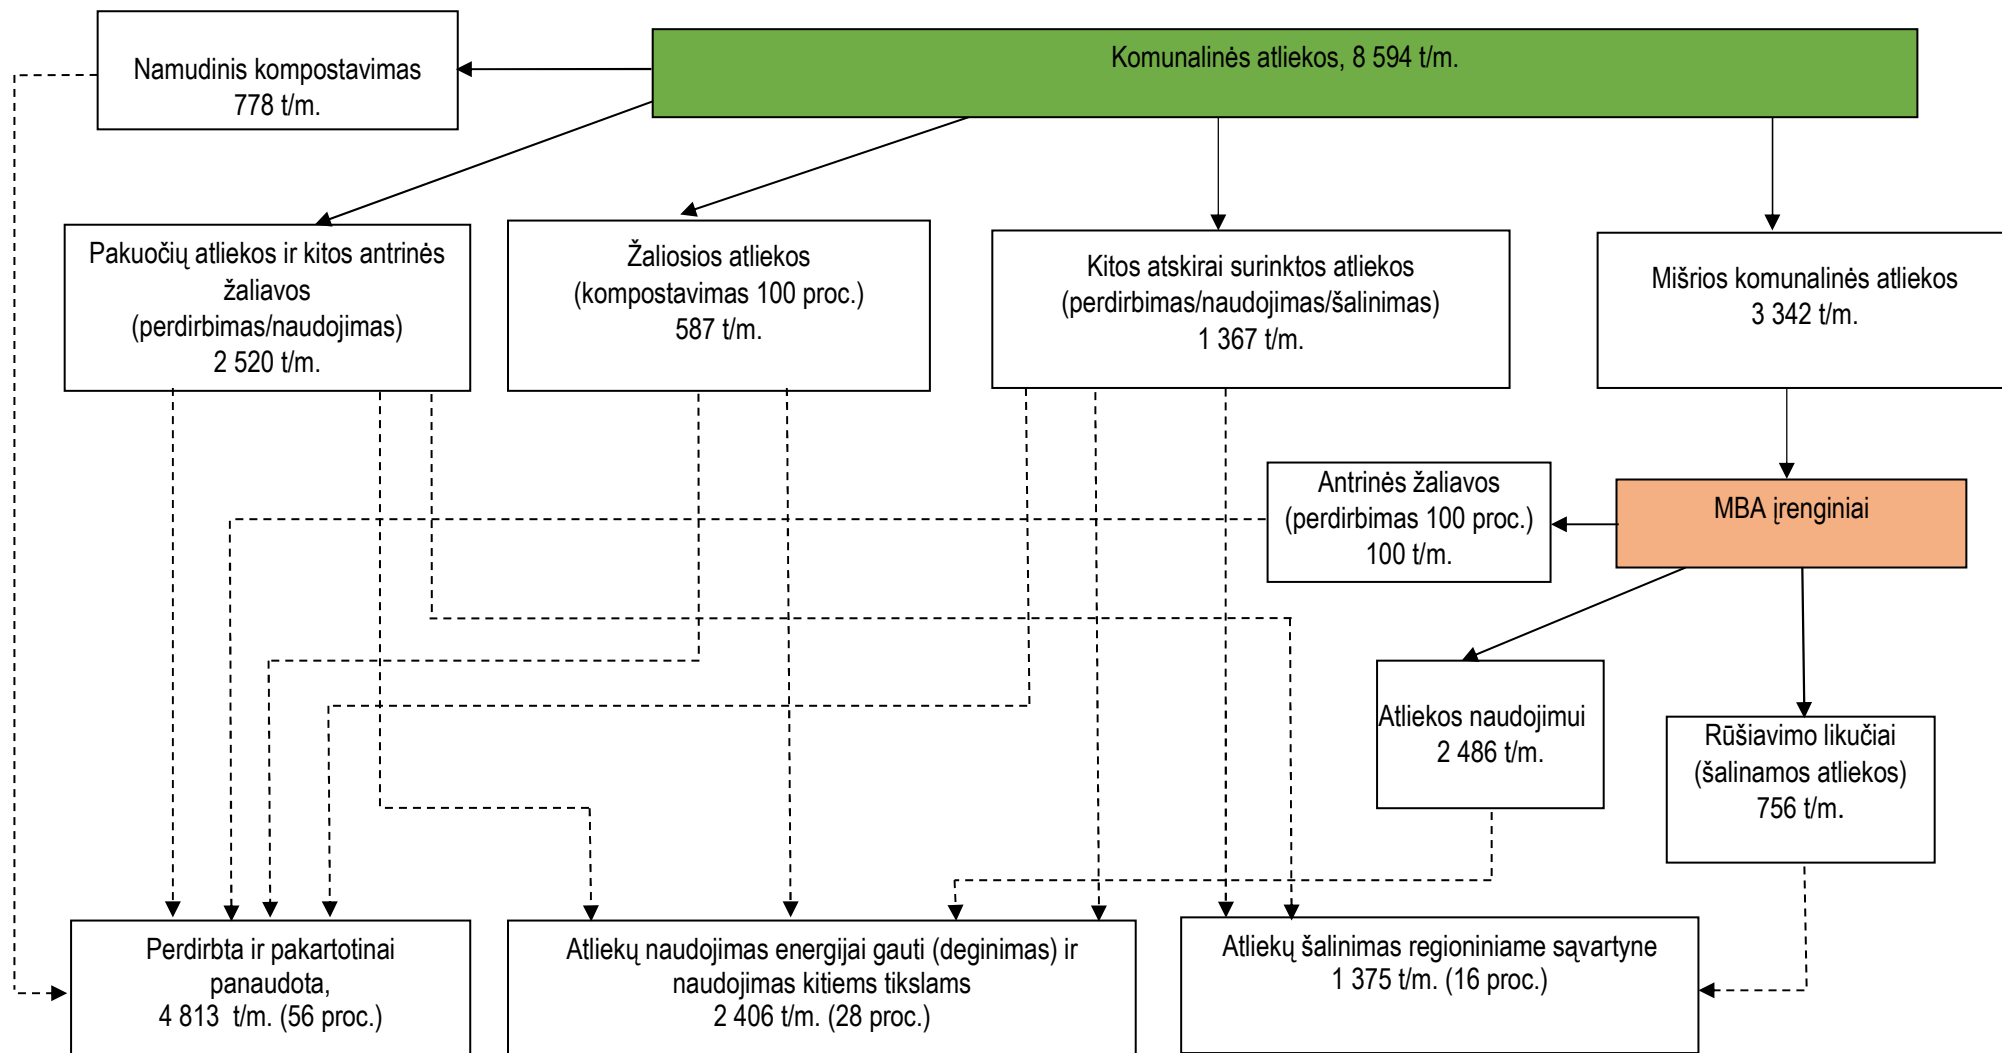 Komunalinės atliekos, 8 594 t/m.
Namudinis kompostavimas
778 t/m.
Pakuočių atliekos ir kitos antrinės
žaliavos
(perdirbimas/naudojimas)
2 520 t/m.
Žaliosios atliekos
(kompostavimas 100 proc.)
587 t/m.
Kitos atskirai surinktos atliekos
(perdirbimas/naudojimas/šalinimas)
1 367 t/m.
Mišrios komunalinės atliekos
3 342 t/m.
Antrinės žaliavos
(perdirbimas 100 proc.)
100 t/m.
MBA įrenginiai
Atliekos naudojimui
2 486 t/m.
Rūšiavimo likučiai
(šalinamos atliekos)
756 t/m.
Perdirbta ir pakartotinai
panaudota,
4 813 t/m. (56 proc.)
Atliekų naudojimas energijai gauti (deginimas) ir
naudojimas kitiems tikslams
2 406 t/m. (28 proc.)
Atliekų šalinimas regioniniame sąvartyne
1 375 t/m. (16 proc.)